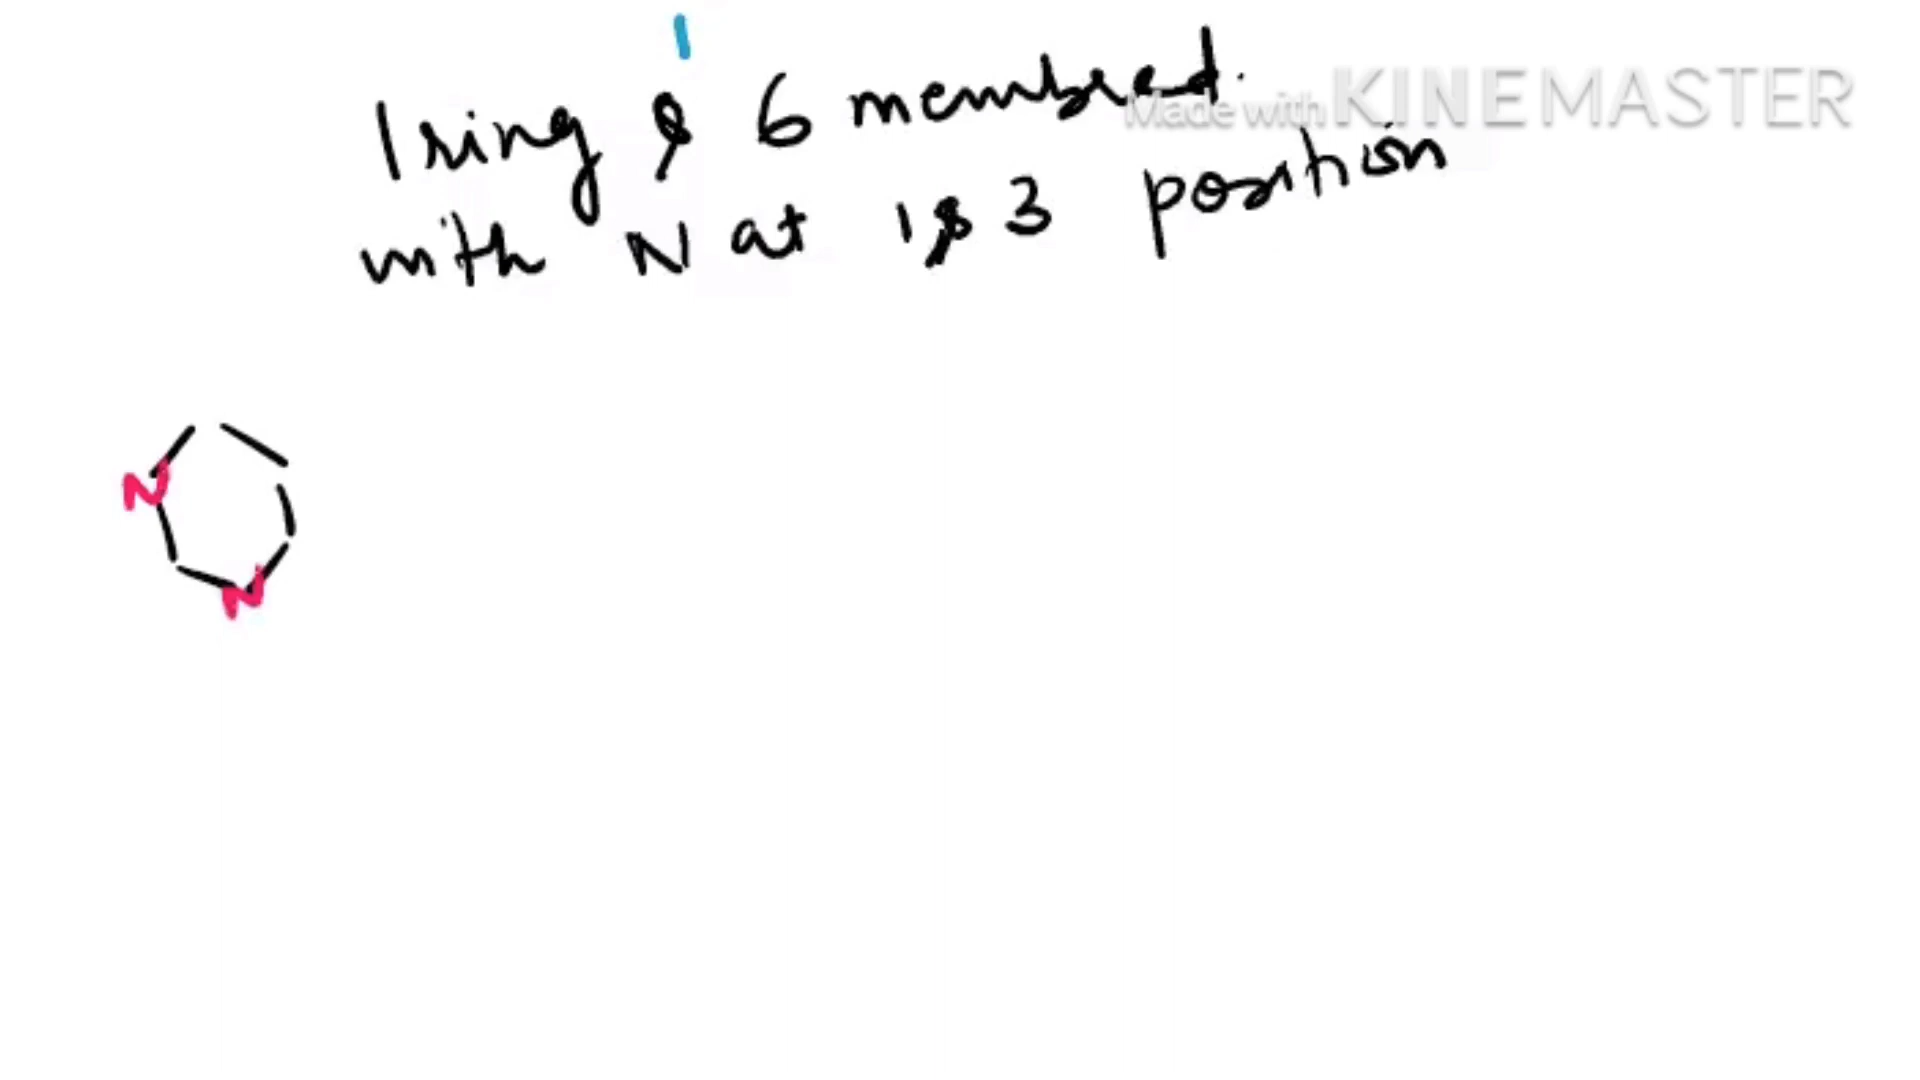 1 ring & 6 membered.
Made with KINEMASTER
with N at 1 & 3 position
N
N